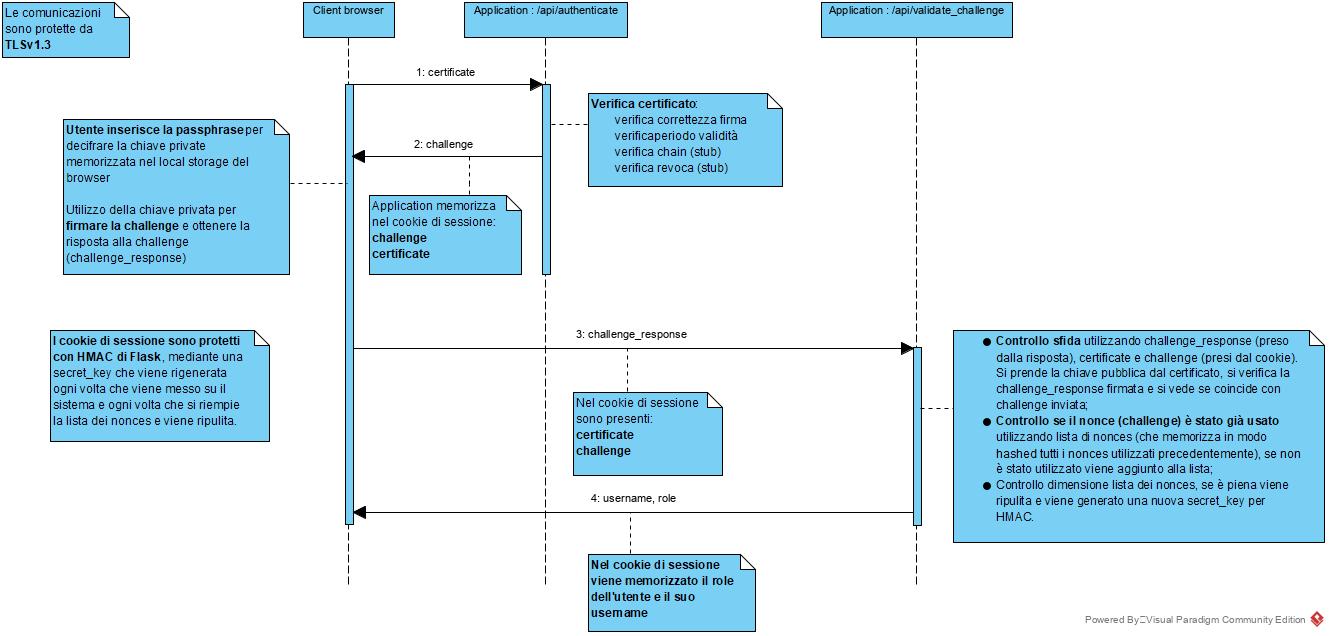 Le comunicazioni
sono protette da
TLSv1.3
Client browser
Application : /api/authenticate
Application : /api/validate_challenge
1: certificate
Verifica certificato:
verifica correttezza firma
verificaperiodo validità
verifica chain (stub)
verifica revoca (stub)
Utente inserisce la passphrase per
decifrare la chiave private
memorizzata nel local storage del
browser
Utilizzo della chiave privata per
firmare la challenge e ottenere la
risposta alla challenge
(challenge_response)
2: challenge
Application memorizza
nel cookie di sessione:
challenge
certificate
I cookie di sessione sono protetti
con HMAC di Flask, mediante una
secret_key che viene rigenerata
ogni volta che viene messo su il
sistema e ogni volta che si riempie
la lista dei nonces e viene ripulita.
3: challenge_response
Nel cookie di sessione
sono presenti:
certificate
challenge
● Controllo sfida utilizzando challenge_response (preso
dalla risposta), certificate e challenge (presi dal cookie).
Si prende la chiave pubblica dal certificato, si verifica la
challenge_response firmata e si vede se coincide con
challenge inviata;
● Controllo se il nonce (challenge) è stato già usato
utilizzando lista di nonces (che memorizza in modo
hashed tutti i nonces utilizzati precedentemente), se non
è stato utilizzato viene aggiunto alla lista;
● Controllo dimensione lista dei nonces, se è piena viene
ripulita e viene generato una nuova secret_key per
HMAC.
4: username, role
Nel cookie di sessione
viene memorizzato il role
dell'utente e il suo
username
Powered By Visual Paradigm Community Edition